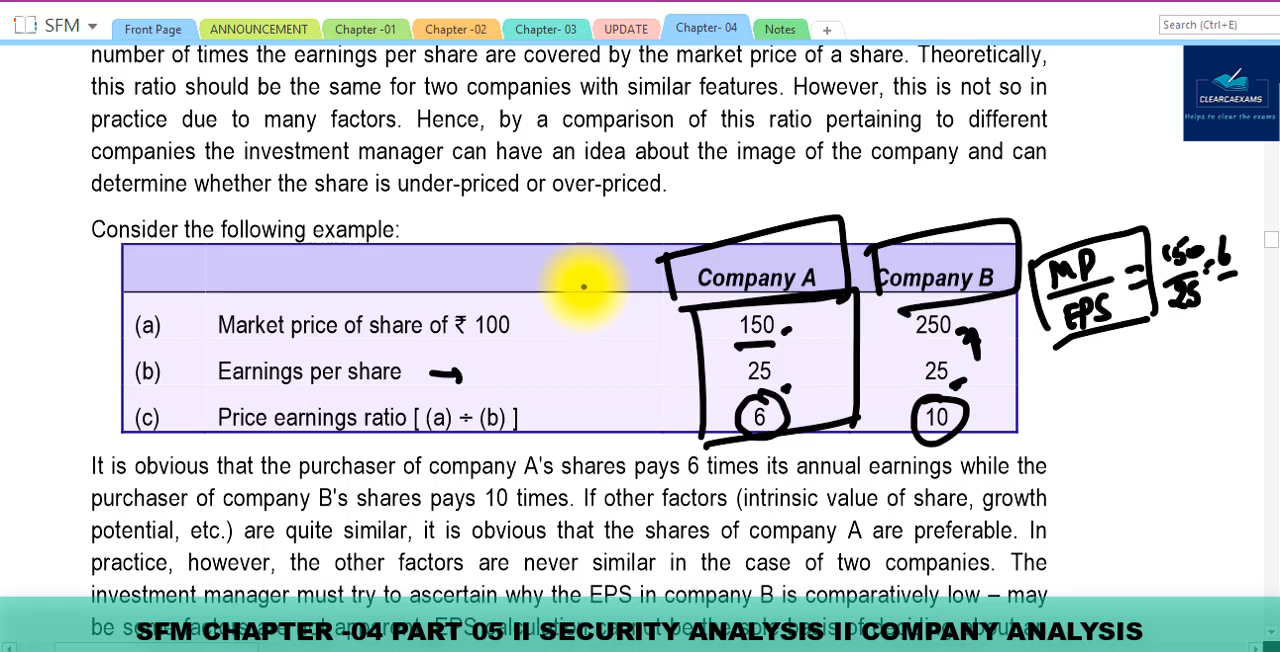 SFM
Front Page
ANNOUNCEMENT
Chapter -01
Chapter -02
Chapter- 03
UPDATE
Chapter- 04
Notes
+
Search (Ctrl+E)
CLEARCAEXAMS
Helps to clear the exams
number of times the earnings per share are covered by the market price of a share. Theoretically,
this ratio should be the same for two companies with similar features. However, this is not so in
practice due to many factors. Hence, by a comparison of this ratio pertaining to different
companies the investment manager can have an idea about the image of the company and can
determine whether the share is under-priced or over-priced.
Consider the following example:
Company A Company B
(a) Market price of share of ₹ 100 150 250
(b) Earnings per share 25 25
(c) Price earnings ratio [ (a) ÷ (b) ] 6 10
MP
EPS
= 150
25
= 6
It is obvious that the purchaser of company A's shares pays 6 times its annual earnings while the
purchaser of company B's shares pays 10 times. If other factors (intrinsic value of share, growth
potential, etc.) are quite similar, it is obvious that the shares of company A are preferable. In
practice, however, the other factors are never similar in the case of two companies. The
investment manager must try to ascertain why the EPS in company B is comparatively low – may
SFM CHAPTER -04 PART 05 II SECURITY ANALYSIS II COMPANY ANALYSIS